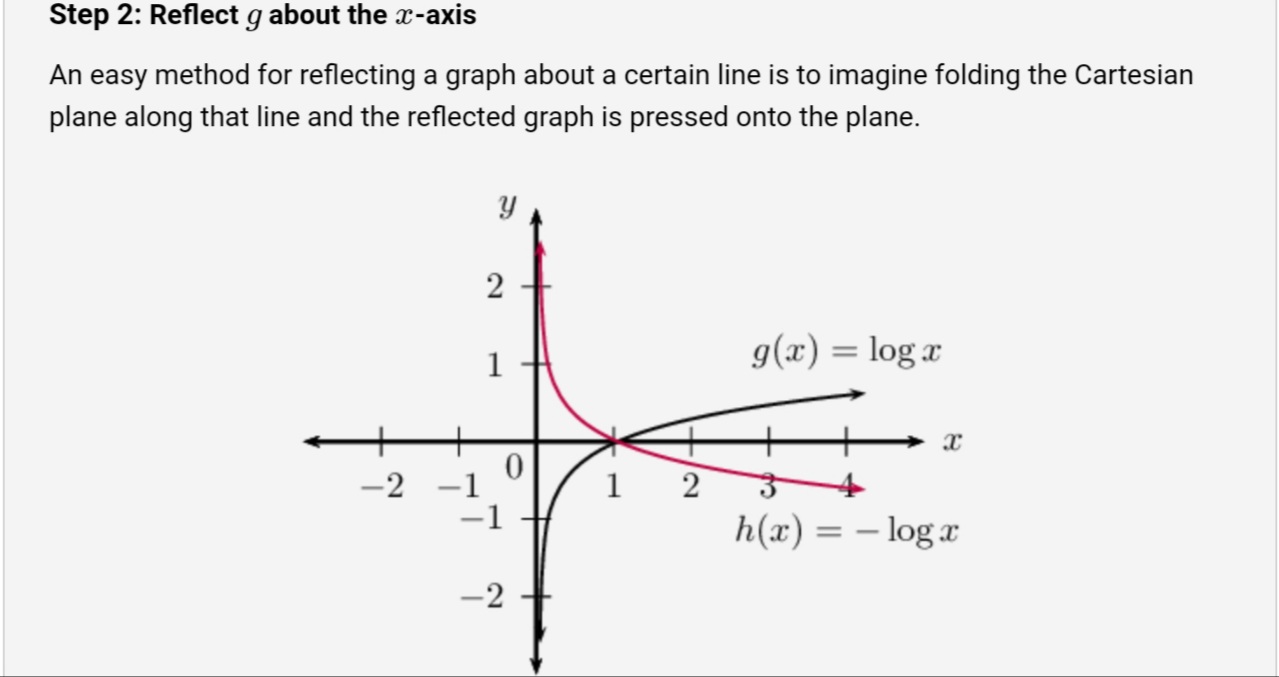 Step 2: Reflect g about the x-axis
An easy method for reflecting a graph about a certain line is to imagine folding the Cartesian
plane along that line and the reflected graph is pressed onto the plane.
y
2
1
g(x) = log x
x
0
−2 −1 1 2 3 4
−1
h(x) = − log x
−2